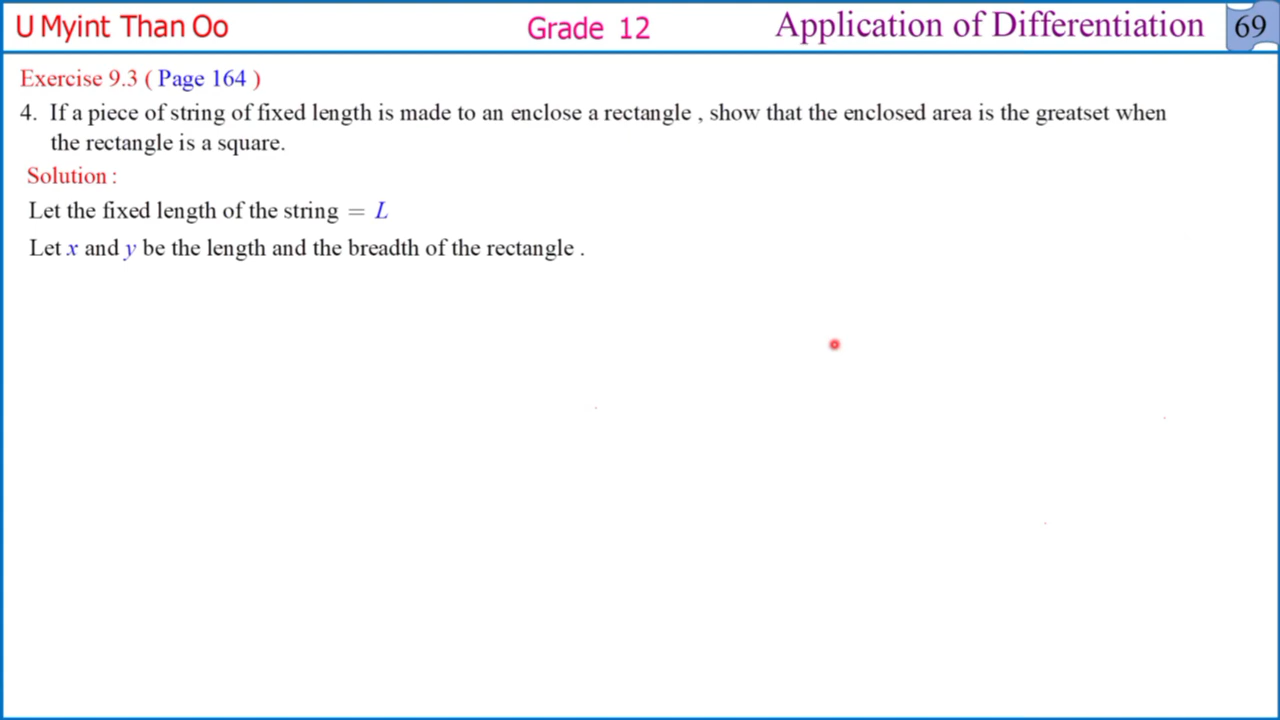 U Myint Than Oo Grade 12 Application of Differentiation 69
Exercise 9.3 ( Page 164 )
4. If a piece of string of fixed length is made to an enclose a rectangle , show that the enclosed area is the greatset when
the rectangle is a square.
Solution :
Let the fixed length of the string = L
Let x and y be the length and the breadth of the rectangle .